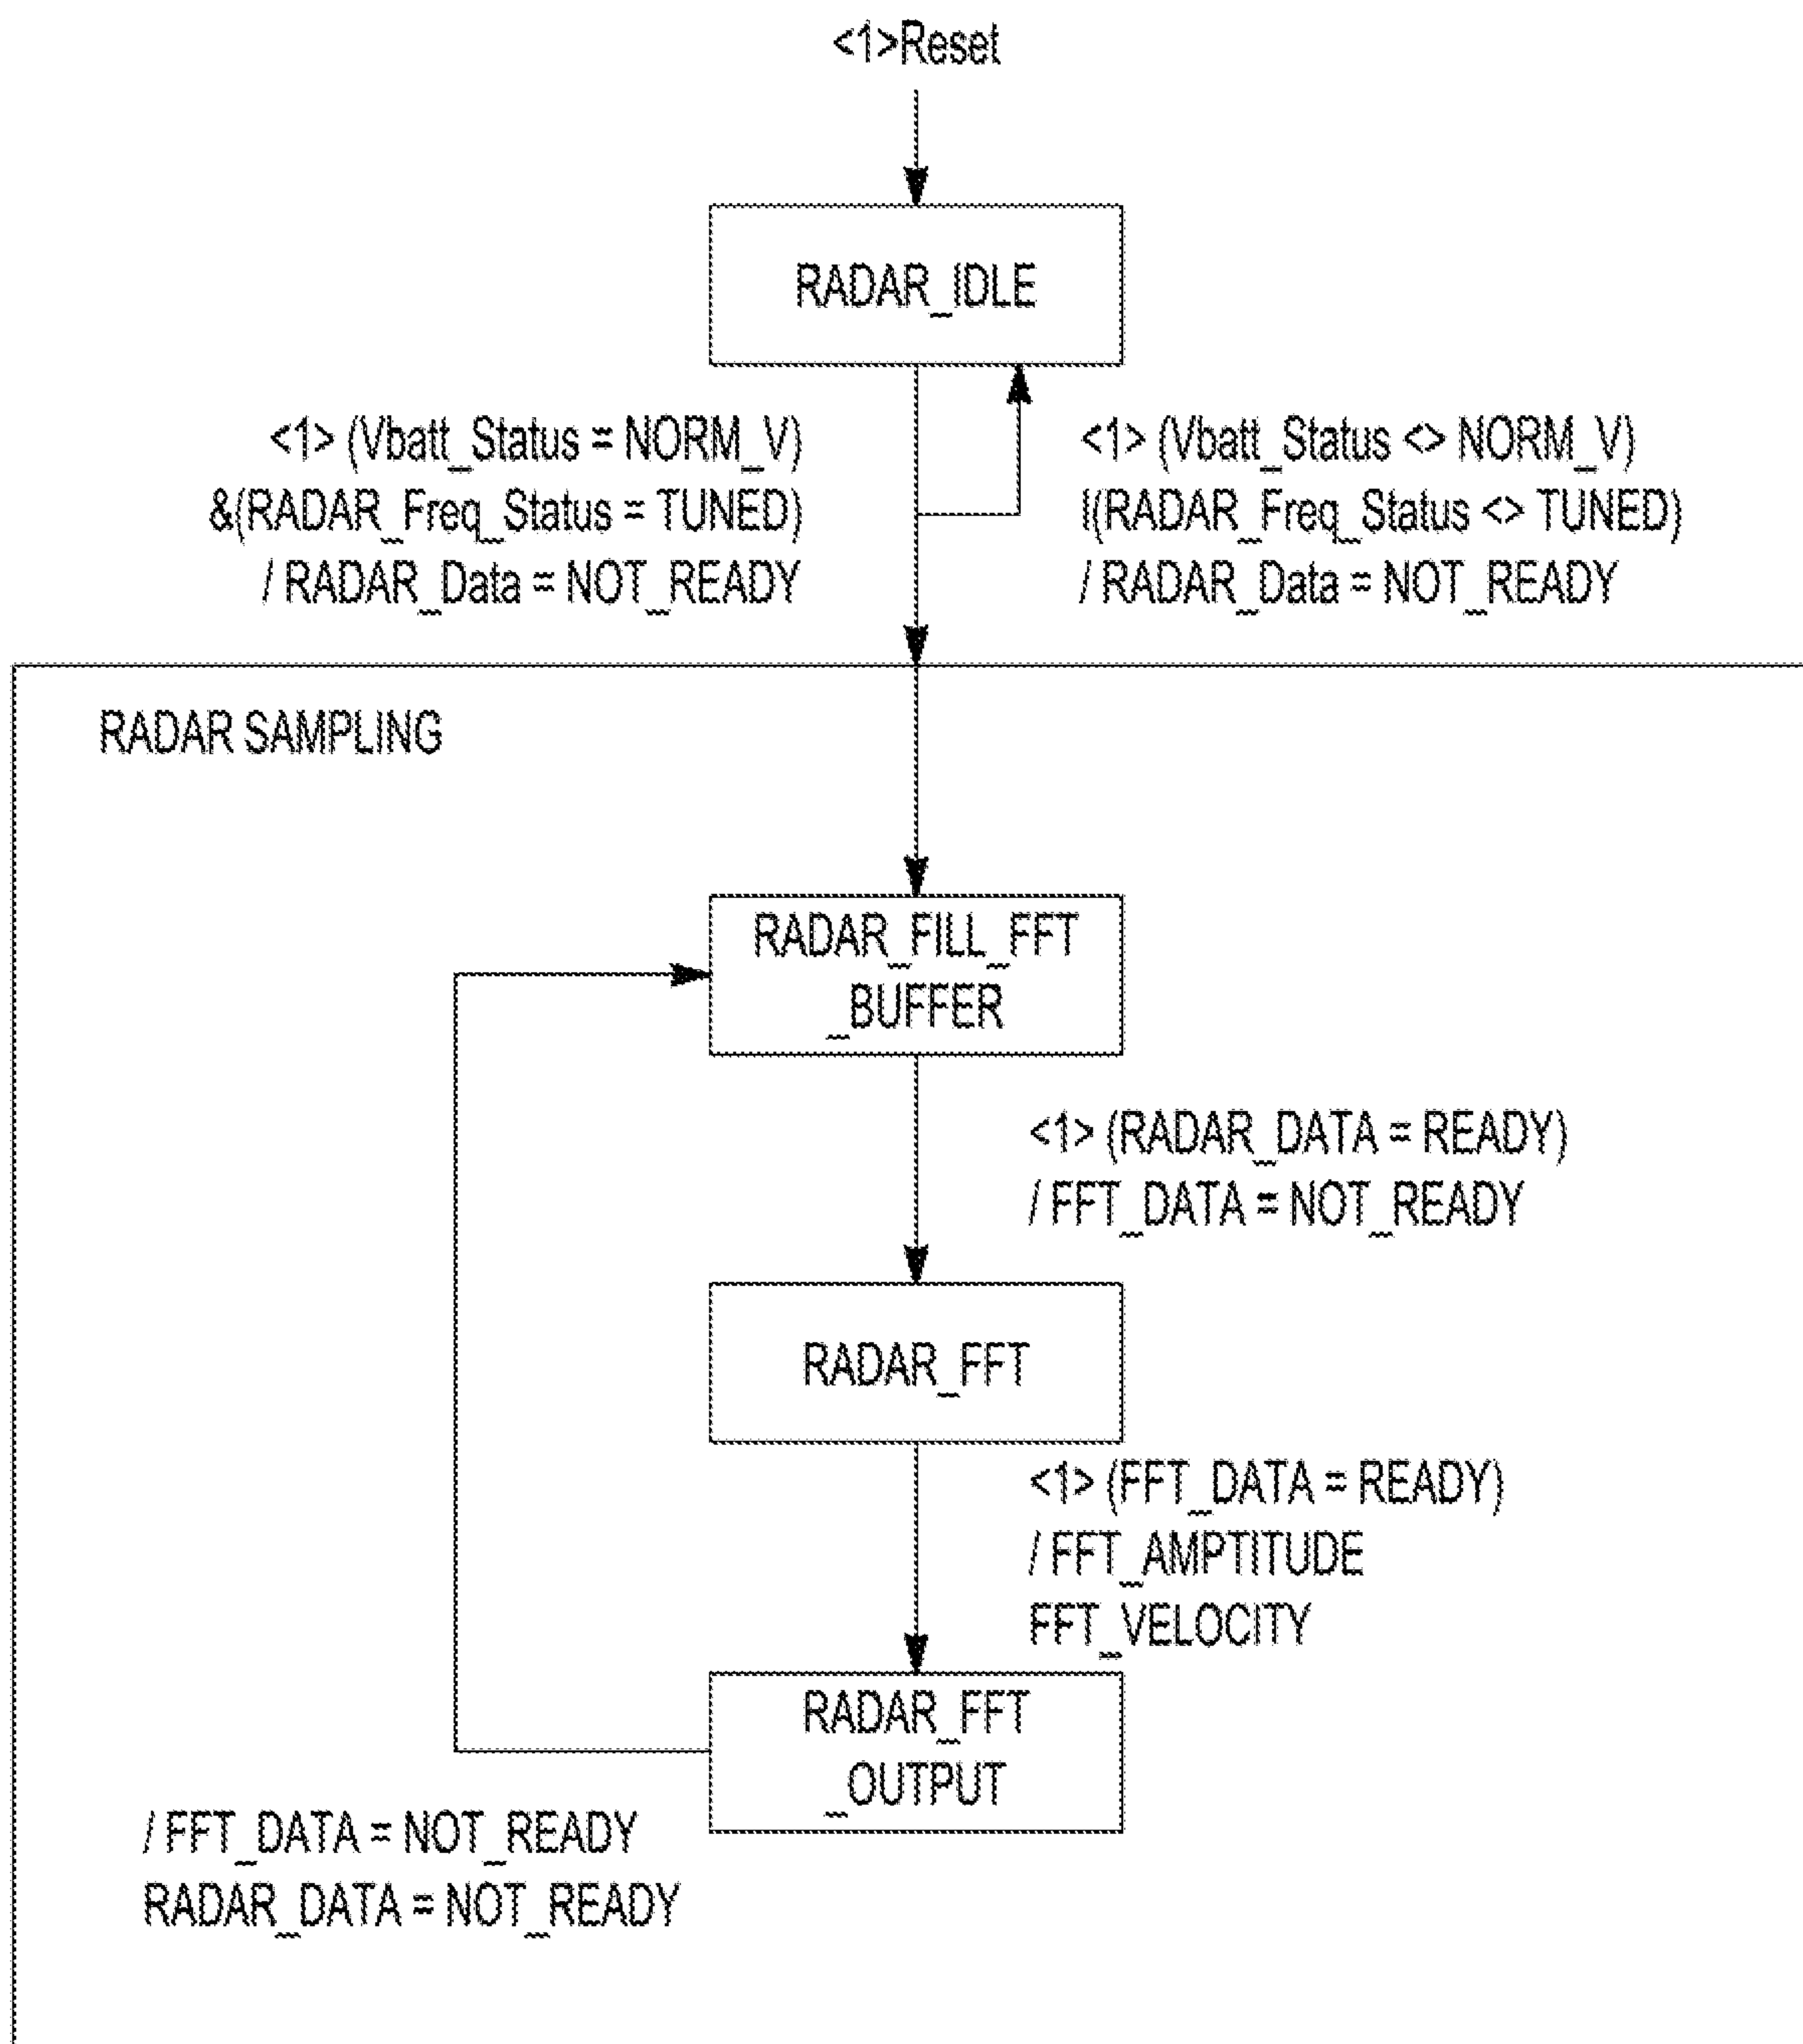 <1>Reset
RADAR_IDLE
<1> (Vbatt_Status = NORM_V)
&(RADAR_Freq_Status = TUNED)
/ RADAR_Data = NOT_READY
<1> (Vbatt_Status <> NORM_V)
|(RADAR_Freq_Status <> TUNED)
/ RADAR_Data = NOT_READY
RADAR SAMPLING
RADAR_FILL_FFT
_BUFFER
<1> (RADAR_DATA = READY)
/ FFT_DATA = NOT_READY
RADAR_FFT
<1> (FFT_DATA = READY)
/ FFT_AMPTITUDE
FFT_VELOCITY
RADAR_FFT
_OUTPUT
/ FFT_DATA = NOT_READY
RADAR_DATA = NOT_READY